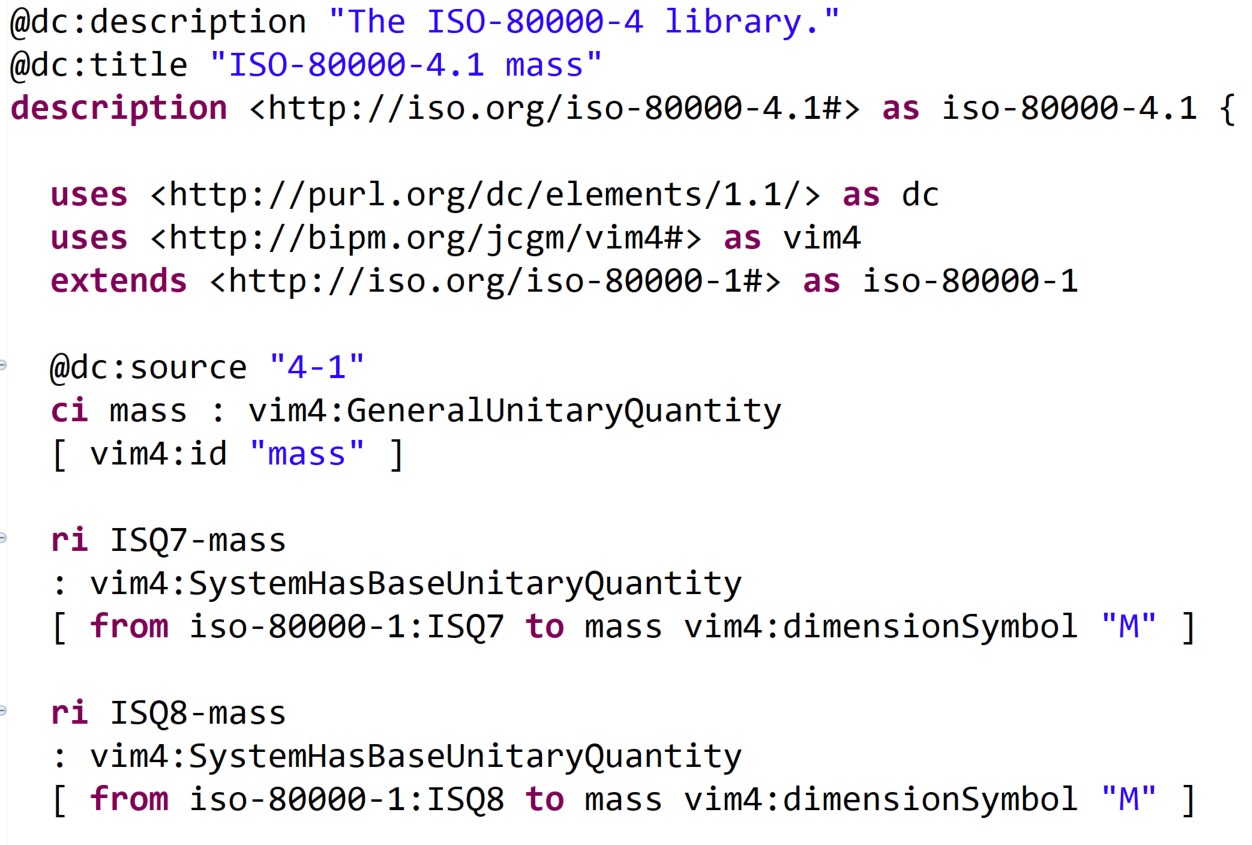 @dc:description "The ISO-80000-4 library."
@dc:title "ISO-80000-4.1 mass"
description <http://iso.org/iso-80000-4.1#> as iso-80000-4.1 {
uses <http://purl.org/dc/elements/1.1/> as dc
uses <http://bipm.org/jcgm/vim4#> as vim4
extends <http://iso.org/iso-80000-1#> as iso-80000-1
@dc:source "4-1"
ci mass : vim4:GeneralUnitaryQuantity
[ vim4:id "mass" ]
ri ISQ7-mass
: vim4:SystemHasBaseUnitaryQuantity
[ from iso-80000-1:ISQ7 to mass vim4:dimensionSymbol "M" ]
ri ISQ8-mass
: vim4:SystemHasBaseUnitaryQuantity
[ from iso-80000-1:ISQ8 to mass vim4:dimensionSymbol "M" ]